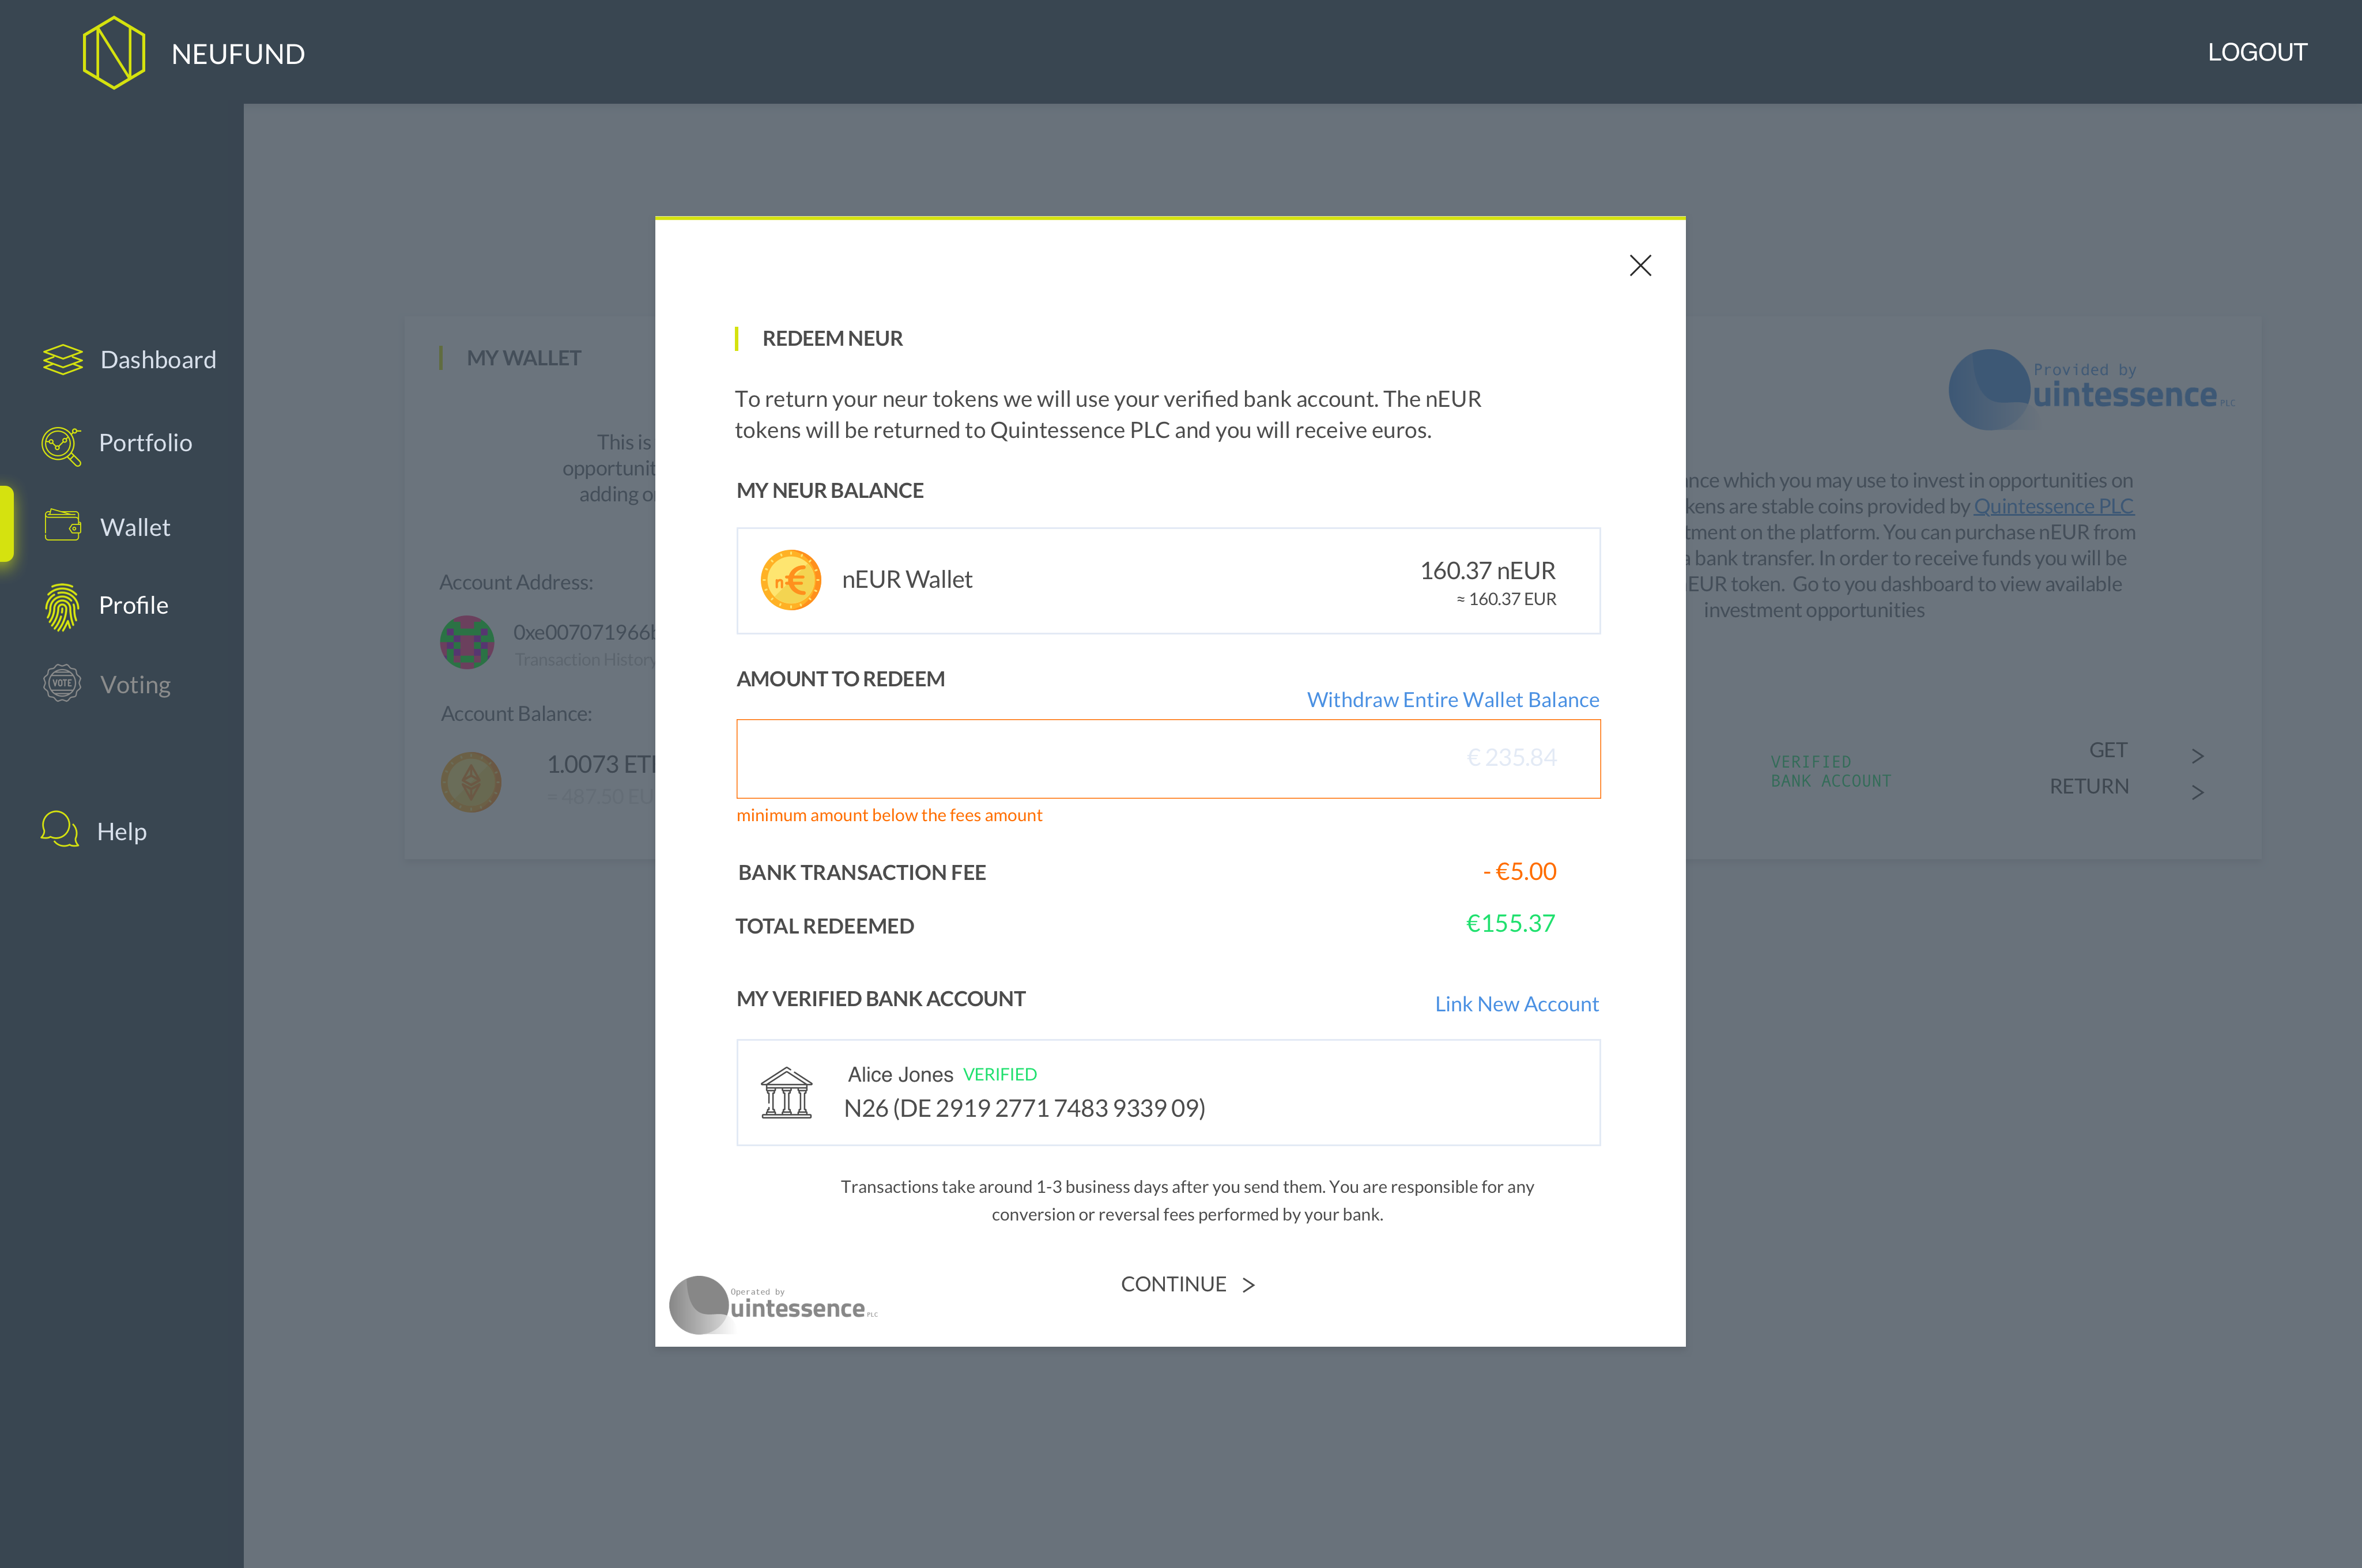 NEUFUND
LOGOUT
Dashboard
Portfolio
Wallet
Profile
VOTE
Voting
Help
MY WALLET
This is
opportunit
adding o
Account Address:
0xe007071966
Transaction History
Account Balance:
1.0073 ET
≈ 487.50 EU
REDEEM NEUR
To return your neur tokens we will use your verified bank account. The nEUR
tokens will be returned to Quintessence PLC and you will receive euros.
MY NEUR BALANCE
n€
nEUR Wallet
160.37 nEUR
≈ 160.37 EUR
AMOUNT TO REDEEM
Withdraw Entire Wallet Balance
€ 235.84
minimum amount below the fees amount
BANK TRANSACTION FEE
- €5.00
TOTAL REDEEMED
€155.37
MY VERIFIED BANK ACCOUNT
Link New Account
Alice Jones VERIFIED
N26 (DE 2919 2771 7483 9339 09)
Transactions take around 1-3 business days after you send them. You are responsible for any
conversion or reversal fees performed by your bank.
CONTINUE >
Operated by
uintessence PLC
Provided by
uintessence PLC
nce which you may use to invest in opportunities on
kens are stable coins provided by Quintessence PLC
tment on the platform. You can purchase nEUR from
bank transfer. In order to receive funds you will be
EUR token. Go to you dashboard to view available
investment opportunities
VERIFIED
BANK ACCOUNT
GET >
RETURN >